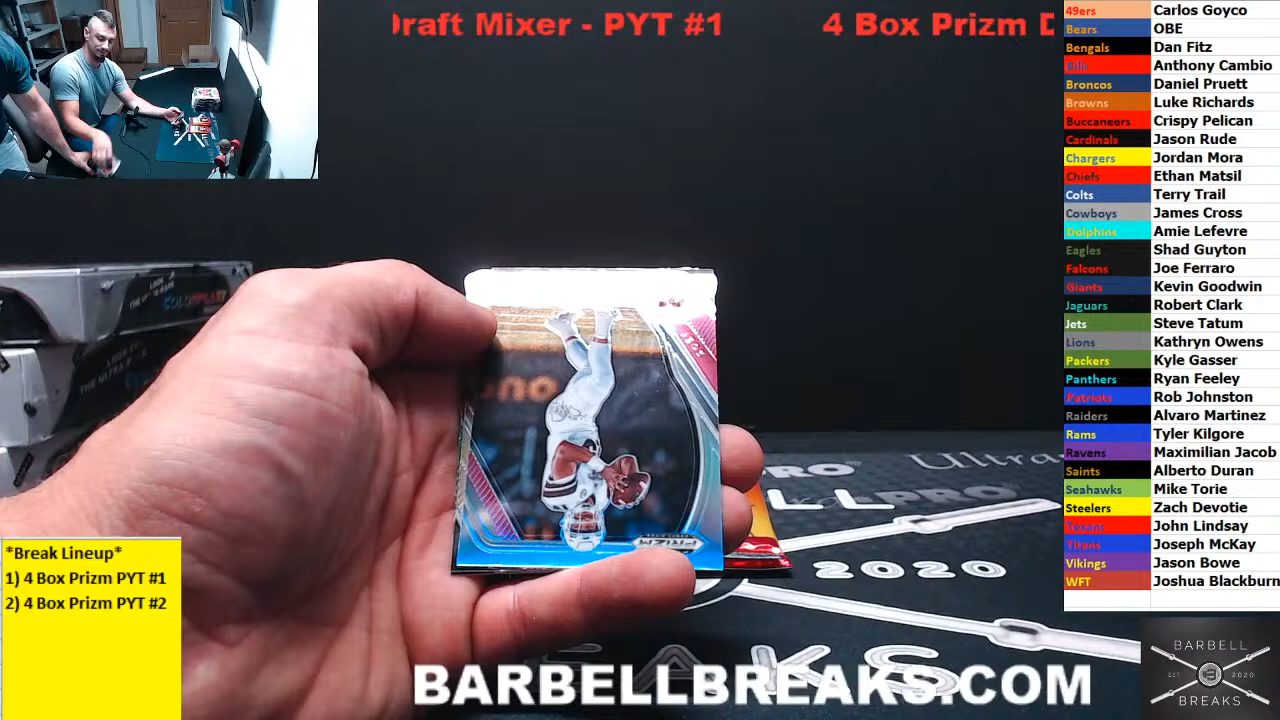 Draft Mixer - PYT #1 4 Box Prizm D
49ers Carlos Goyco
Bears OBE
Bengals Dan Fitz
Bills Anthony Cambio
Broncos Daniel Pruett
Browns Luke Richards
Buccaneers Crispy Pelican
Cardinals Jason Rude
Chargers Jordan Mora
Chiefs Ethan Matsil
Colts Terry Trail
Cowboys James Cross
Dolphins Amie Lefevre
Eagles Shad Guyton
Falcons Joe Ferraro
Giants Kevin Goodwin
Jaguars Robert Clark
Jets Steve Tatum
Lions Kathryn Owens
Packers Kyle Gasser
Panthers Ryan Feeley
Patriots Rob Johnston
Raiders Alvaro Martinez
Rams Tyler Kilgore
Ravens Maximilian Jacob
Saints Alberto Duran
Seahawks Mike Torie
Steelers Zach Devotie
Texans John Lindsay
Titans Joseph McKay
Vikings Jason Bowe
WFT Joshua Blackburn
PRIZM
2020
*Break Lineup*
1) 4 Box Prizm PYT #1
2) 4 Box Prizm PYT #2
BARBELLBREAKS.COM
BARBELL
EST B 2020
BREAKS